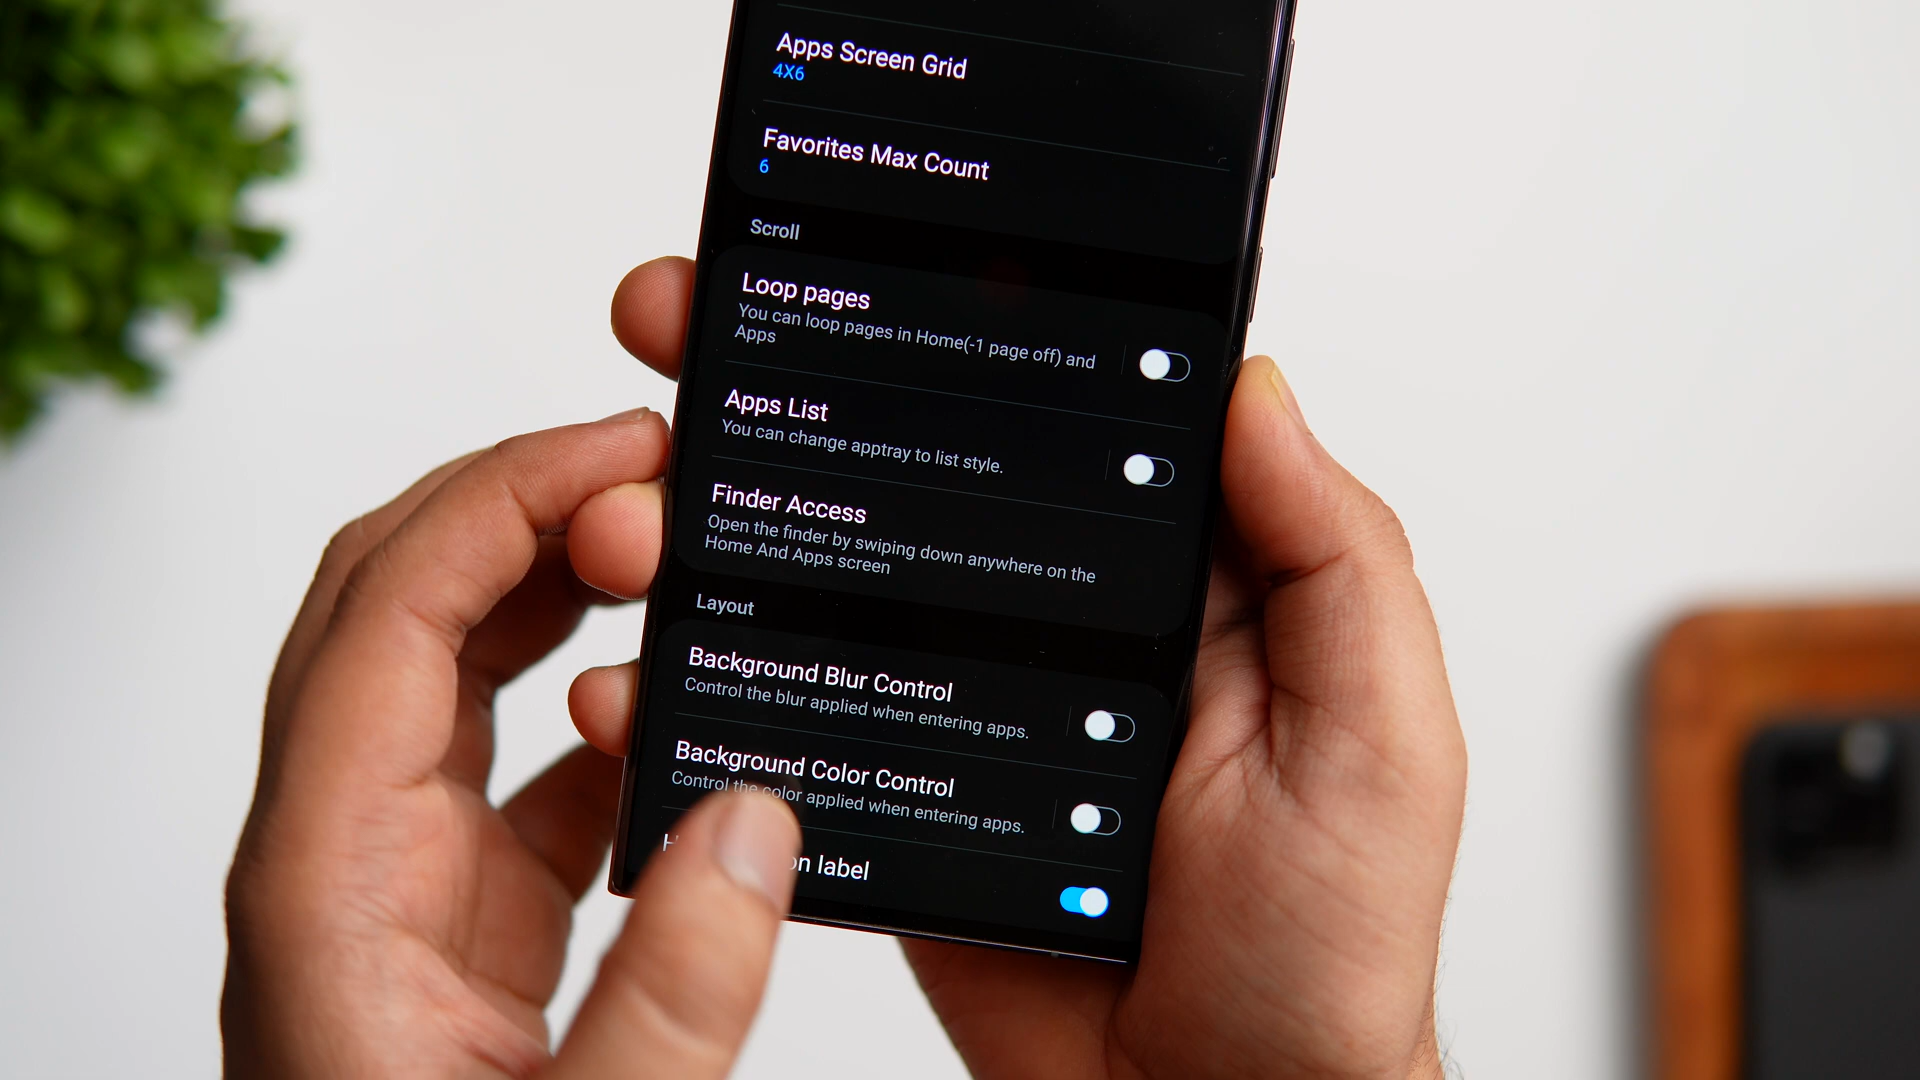 Apps Screen Grid
4X6
Favorites Max Count
6
Scroll
Loop pages
You can loop pages in Home(-1 page off) and
Apps
Apps List
You can change apptray to list style.
Finder Access
Open the finder by swiping down anywhere on the
Home And Apps screen
Layout
Background Blur Control
Control the blur applied when entering apps.
Background Color Control
Control the color applied when entering apps.
label